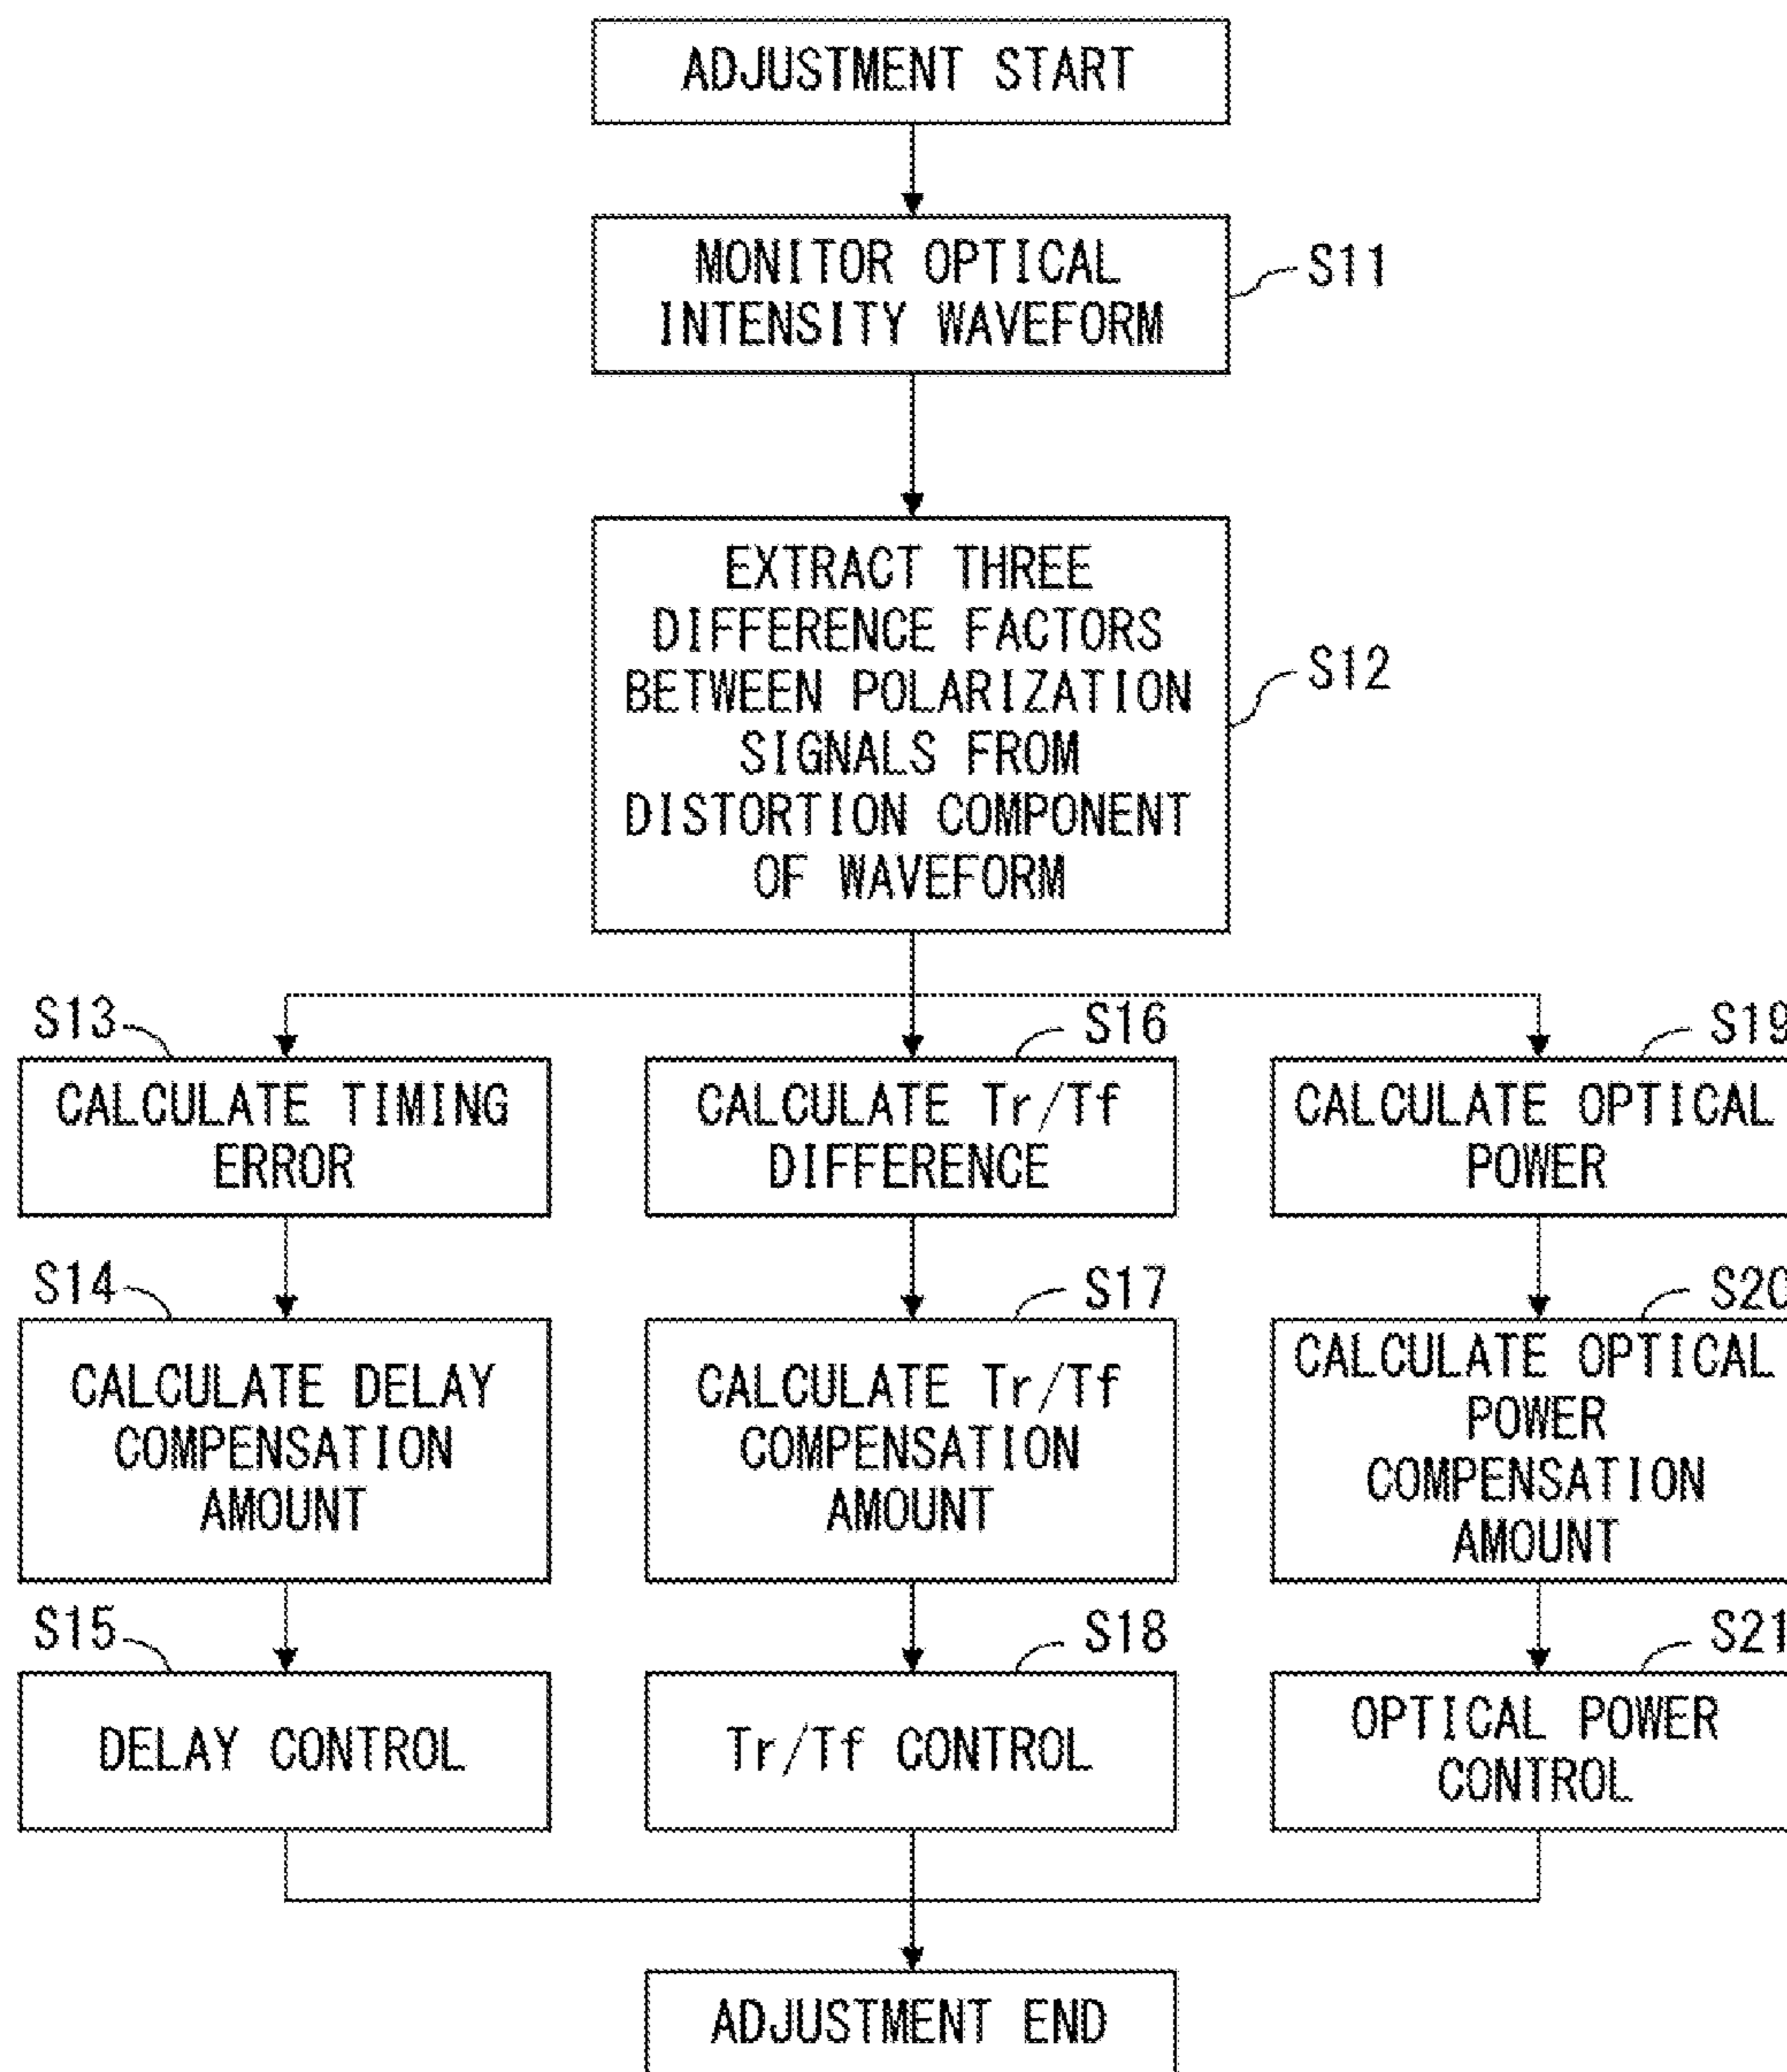 ADJUSTMENT START
MONITOR OPTICAL
INTENSITY WAVEFORM
S11
EXTRACT THREE
DIFFERENCE FACTORS
BETWEEN POLARIZATION
SIGNALS FROM
DISTORTION COMPONENT
OF WAVEFORM
S12
S13
CALCULATE TIMING
ERROR
S14
CALCULATE DELAY
COMPENSATION
AMOUNT
S15
DELAY CONTROL
S16
CALCULATE Tr/Tf
DIFFERENCE
S17
CALCULATE Tr/Tf
COMPENSATION
AMOUNT
S18
Tr/Tf CONTROL
S19
CALCULATE OPTICAL
POWER
S20
CALCULATE OPTICAL
POWER
COMPENSATION
AMOUNT
S21
OPTICAL POWER
CONTROL
ADJUSTMENT END